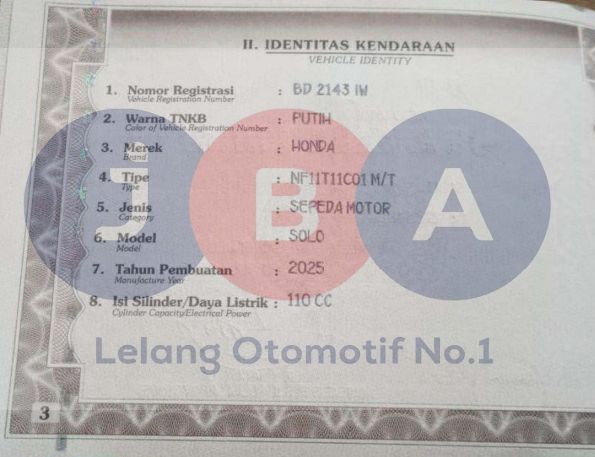 II. IDENTITAS KENDARAAN
VEHICLE IDENTITY
1. Nomor Registrasi : BD 2143 IW
Vehicle Registration Number
2. Warna TNKB : PUTIH
Color of Vehicle Registration Number
3. Merek : HONDA
Brand
4. Tipe : NF11T11C01 M/T
Type
5. Jenis : SEPEDA MOTOR
Category
6. Model : SOLO
Model
7. Tahun Pembuatan : 2025
Manufacture Year
8. Isi Silinder/Daya Listrik : 110 CC
Cylinder Capacity/Electrical Power
JBA
Lelang Otomotif No.1
3